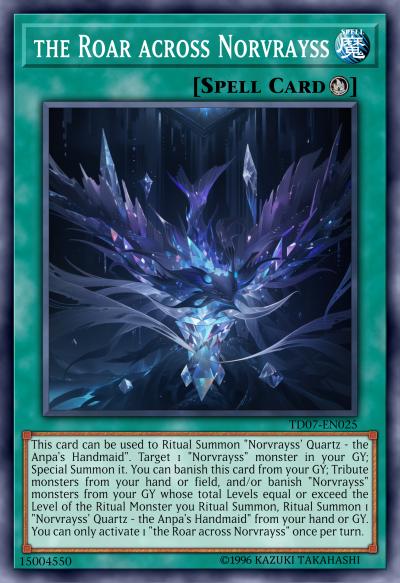 the Roar across Norvrayss
SPELL
魔
[Spell Card]
TD07-EN025
This card can be used to Ritual Summon "Norvrayss' Quartz - the
Anpa's Handmaid". Target 1 "Norvrayss" monster in your GY;
Special Summon it. You can banish this card from your GY; Tribute
monsters from your hand or field, and/or banish "Norvrayss"
monsters from your GY whose total Levels equal or exceed the
Level of the Ritual Monster you Ritual Summon, Ritual Summon 1
"Norvrayss' Quartz - the Anpa's Handmaid" from your hand or GY.
You can only activate 1 "the Roar across Norvrayss" once per turn.
15004550
©1996 KAZUKI TAKAHASHI